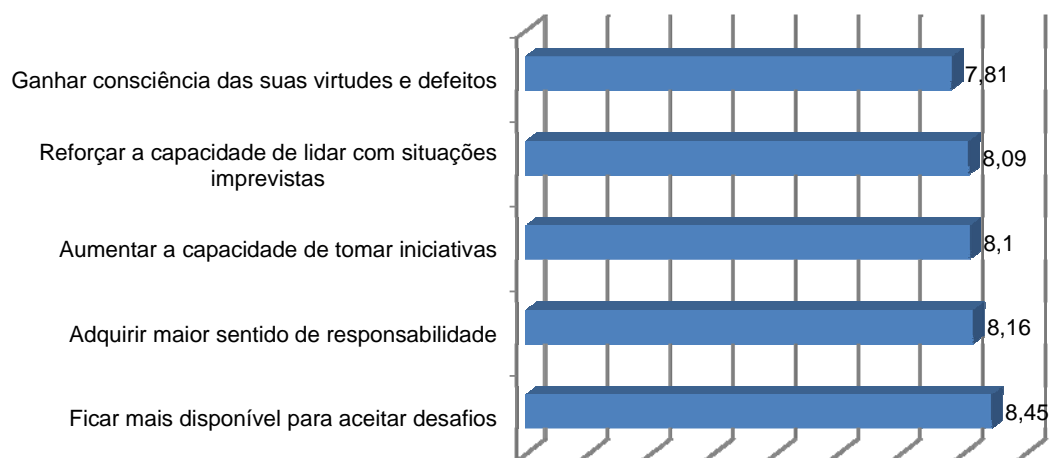 Ganhar consciência das suas virtudes e defeitos
7,81
Reforçar a capacidade de lidar com situações
imprevistas
8,09
Aumentar a capacidade de tomar iniciativas
8,1
Adquirir maior sentido de responsabilidade
8,16
Ficar mais disponível para aceitar desafios
8,45